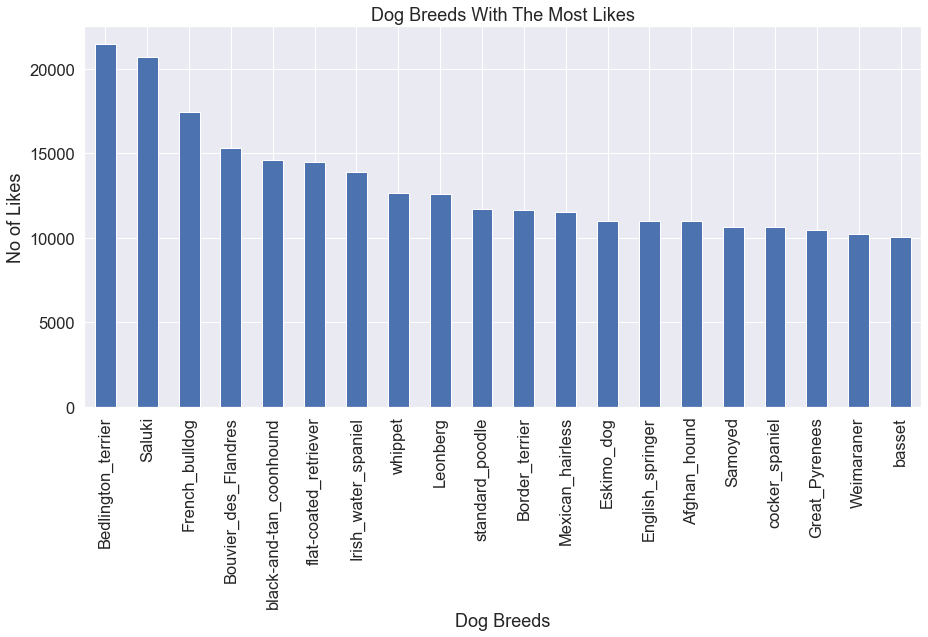 Dog Breeds With The Most Likes
No of Likes
20000
15000
10000
5000
0
Bedlington_terrier
Saluki
French_bulldog
Bouvier_des_Flandres
black-and-tan_coonhound
flat-coated_retriever
Irish_water_spaniel
whippet
Leonberg
standard_poodle
Border_terrier
Mexican_hairless
Eskimo_dog
English_springer
Afghan_hound
Samoyed
cocker_spaniel
Great_Pyrenees
Weimaraner
basset
Dog Breeds